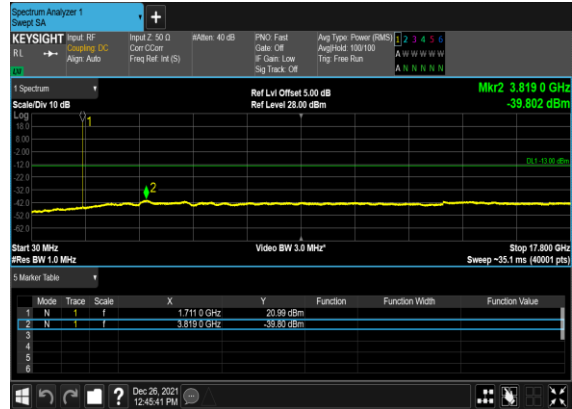 Spectrum Analyzer 1
Swept SA
+
KEYSIGHT Input: RF Input Z: 50 Ω #Atten: 40 dB PNO: Fast Avg Type: Power (RMS) 1 2 3 4 5 6
RL Coupling: DC Corr CCorr Gate: Off Avg|Hold: 100/100 A W W W W W
Align: Auto Freq Ref: Int (S) IF Gain: Low Trig: Free Run
Sig Track: Off A N N N N N
1 Spectrum Ref Lvl Offset 5.00 dB Mkr2 3.819 0 GHz
Scale/Div 10 dB Ref Level 28.00 dBm -39.802 dBm
Log
18.0
8.00
-2.00
-12.0
-22.0
-32.0
-42.0
-52.0
-62.0
1
2
DL1 -13.00 dBm
Start 30 MHz Video BW 3.0 MHz* Stop 17.800 GHz
#Res BW 1.0 MHz Sweep ~35.1 ms (40001 pts)
5 Marker Table
Mode Trace Scale X Y Function Function Width Function Value
1 N 1 f 1.711 0 GHz 20.99 dBm
2 N 1 f 3.819 0 GHz -39.80 dBm
3
4
5
6
? Dec 26, 2021
12:45:41 PM